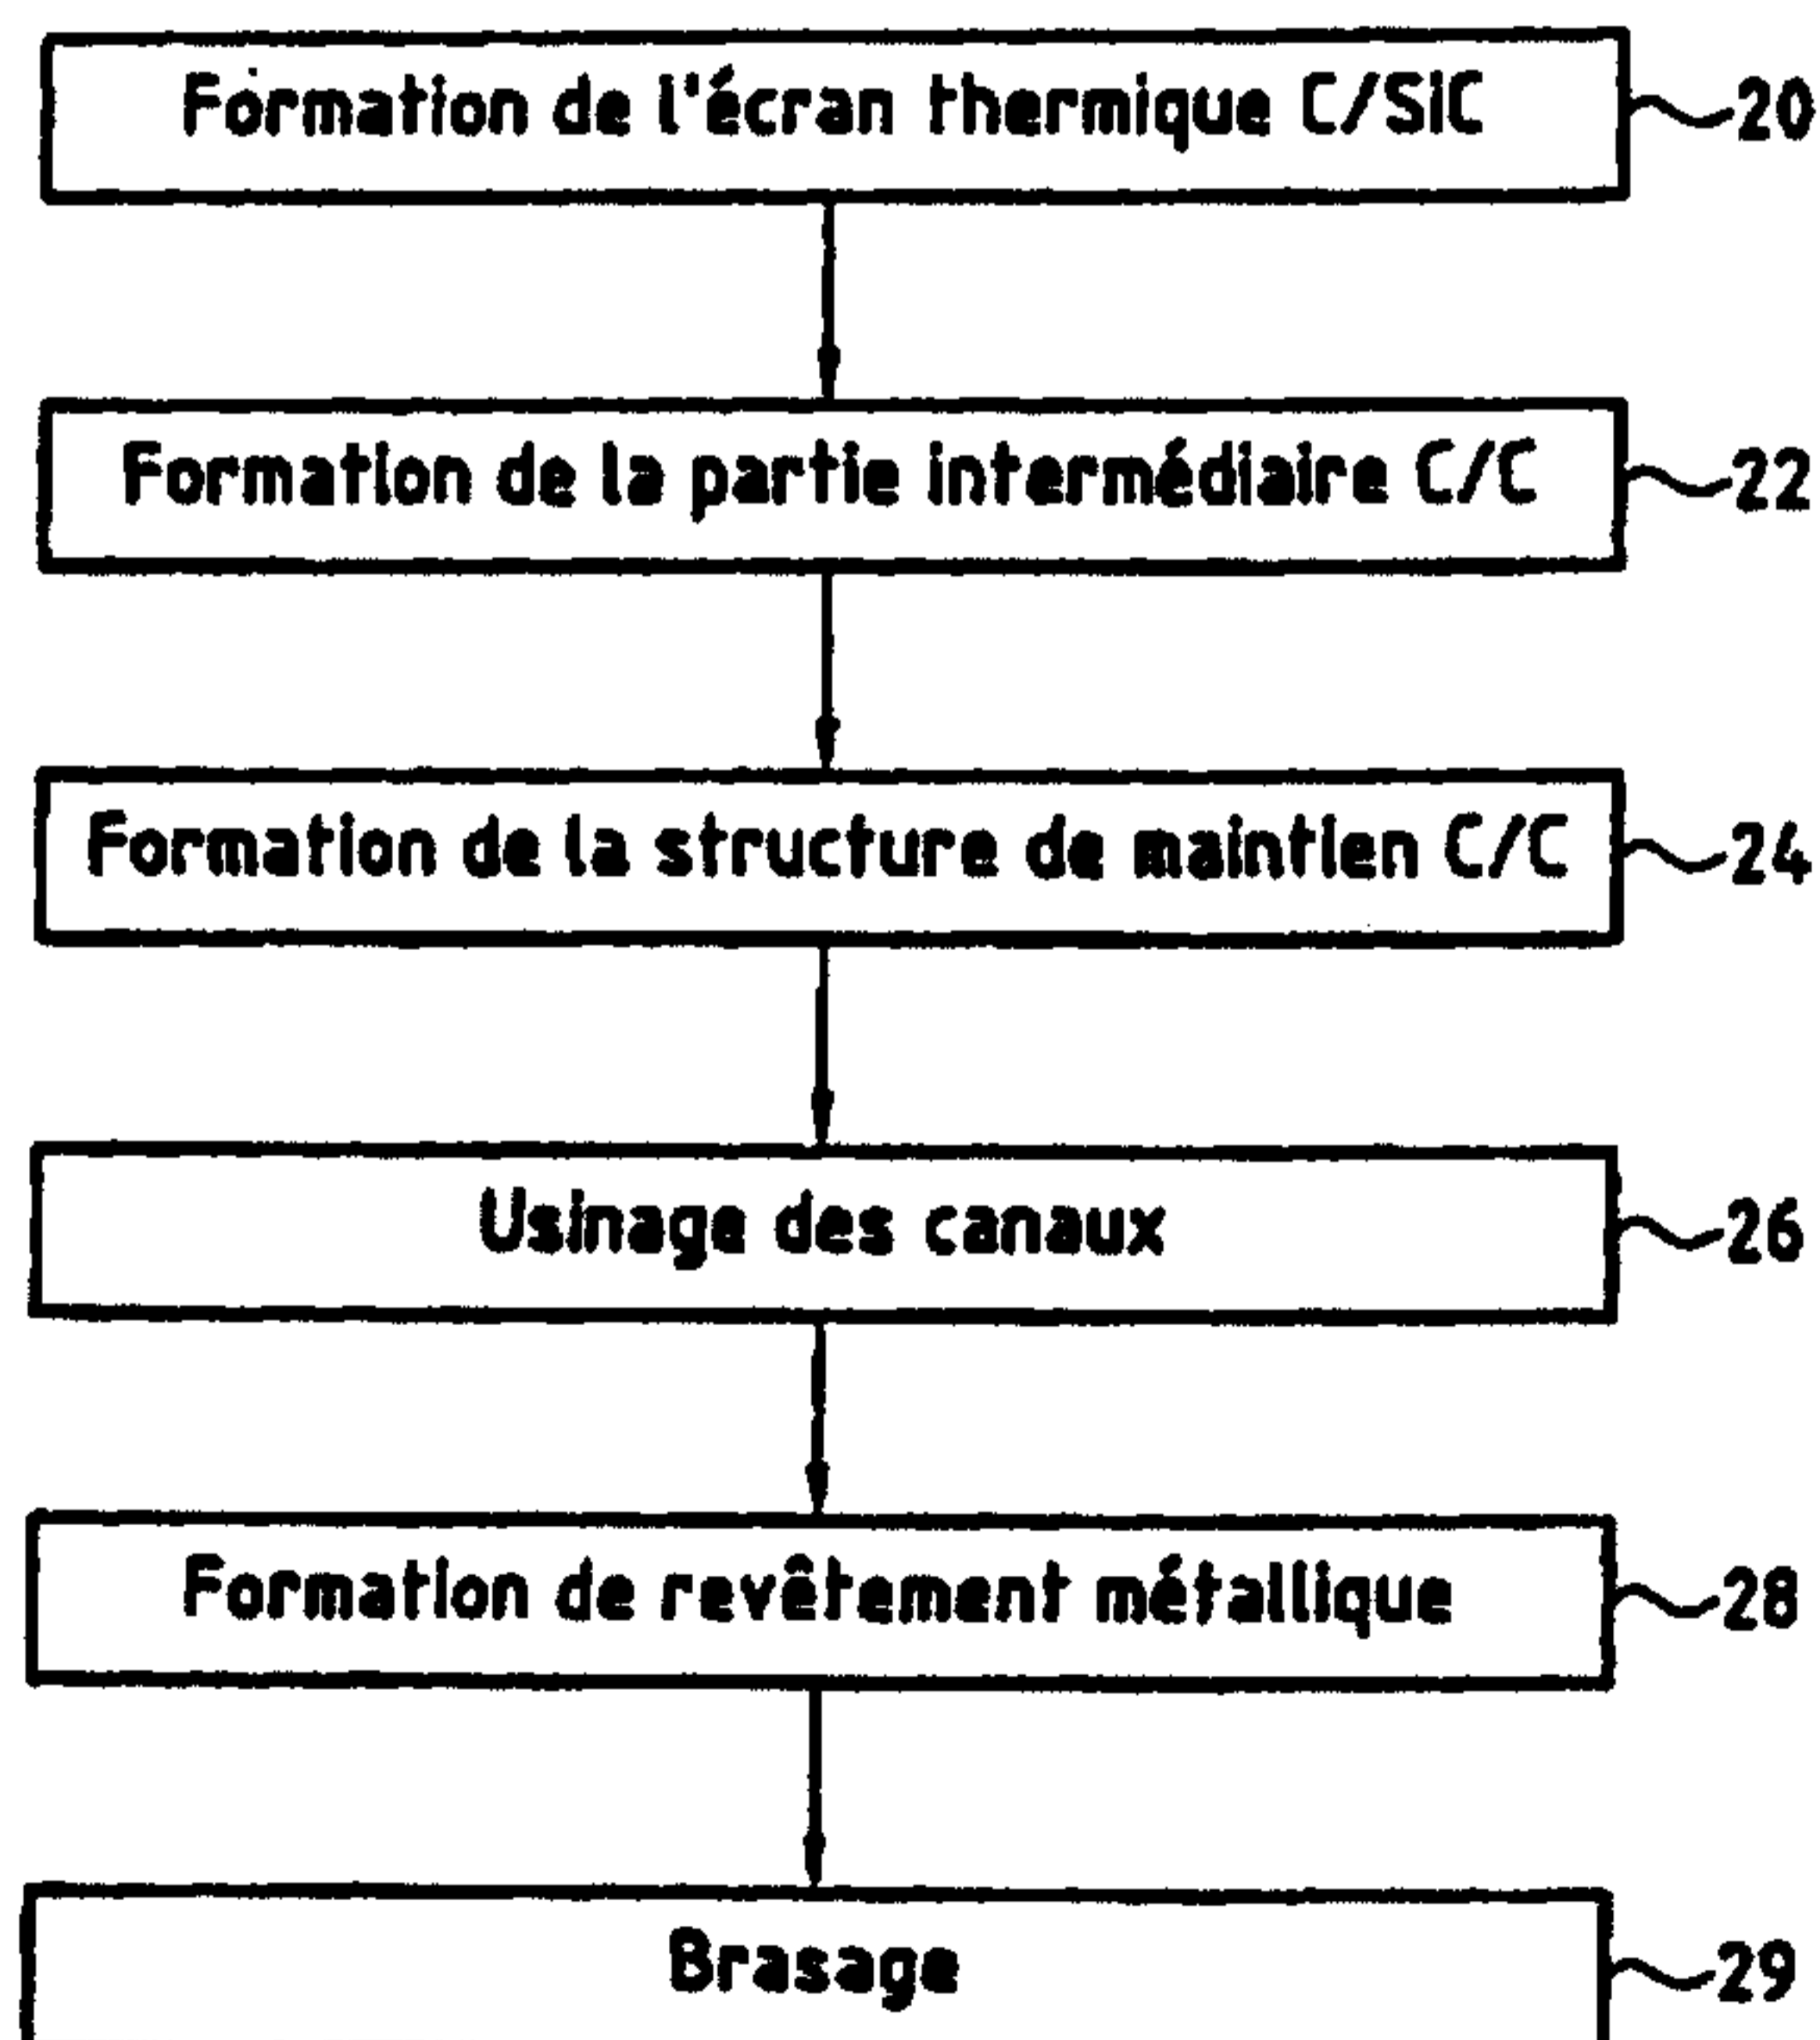 Formation de l'écran thermique C/SiC 20
Formation de la partie intermédiaire C/C 22
Formation de la structure de maintien C/C 24
Usinage des canaux 26
Formation de revêtement métallique 28
Brasage 29